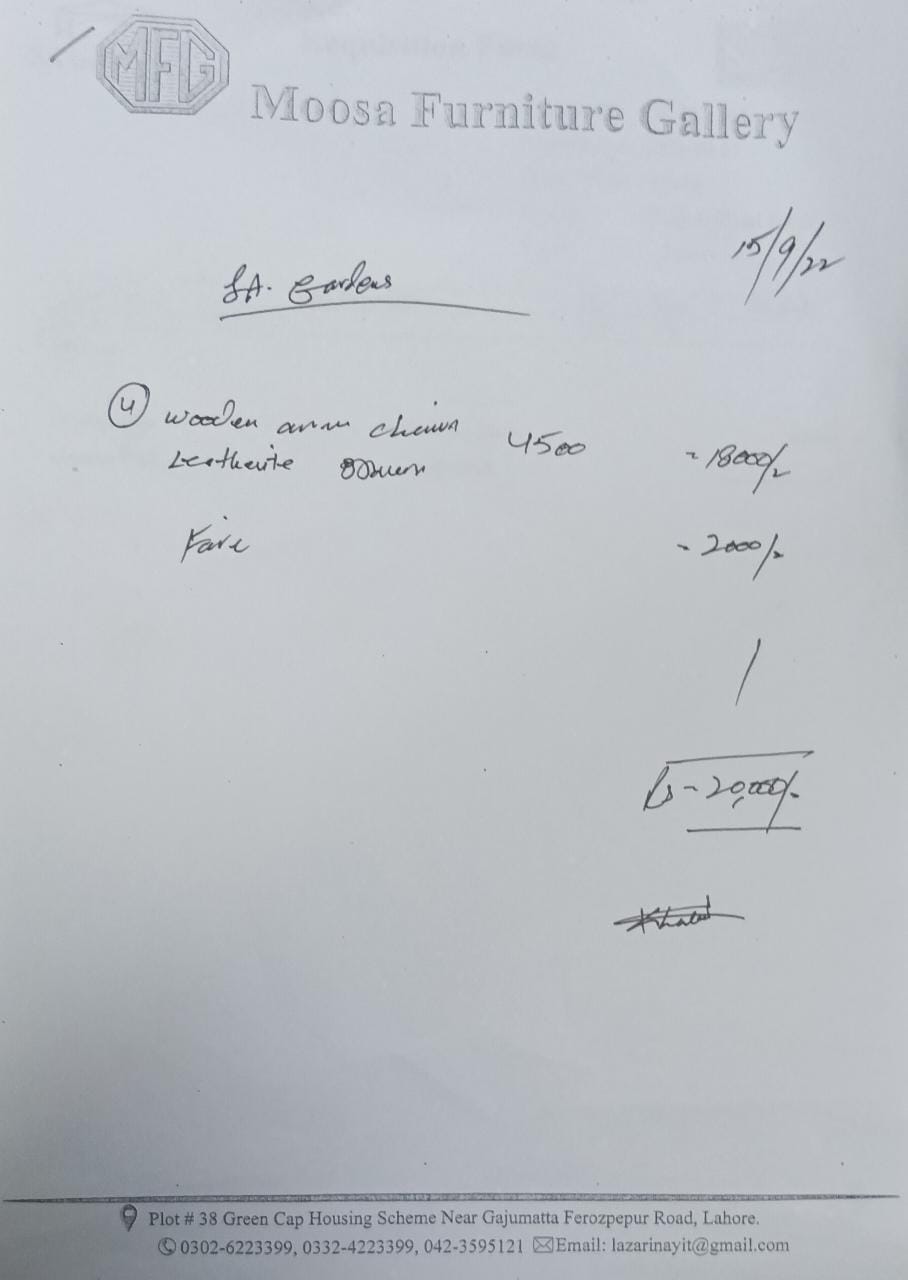 MFG
Moosa Furniture Gallery
15/9/22
SA. Gardens
4 wooden arm chairs 4500 = 18000/-
Leatherite
Fare = 2000/-
Rs - 20,000/-
Khalid
Plot # 38 Green Cap Housing Scheme Near Gajumatta Ferozpepur Road, Lahore.
0302-6223399, 0332-4223399, 042-3595121 Email: lazarinayit@gmail.com